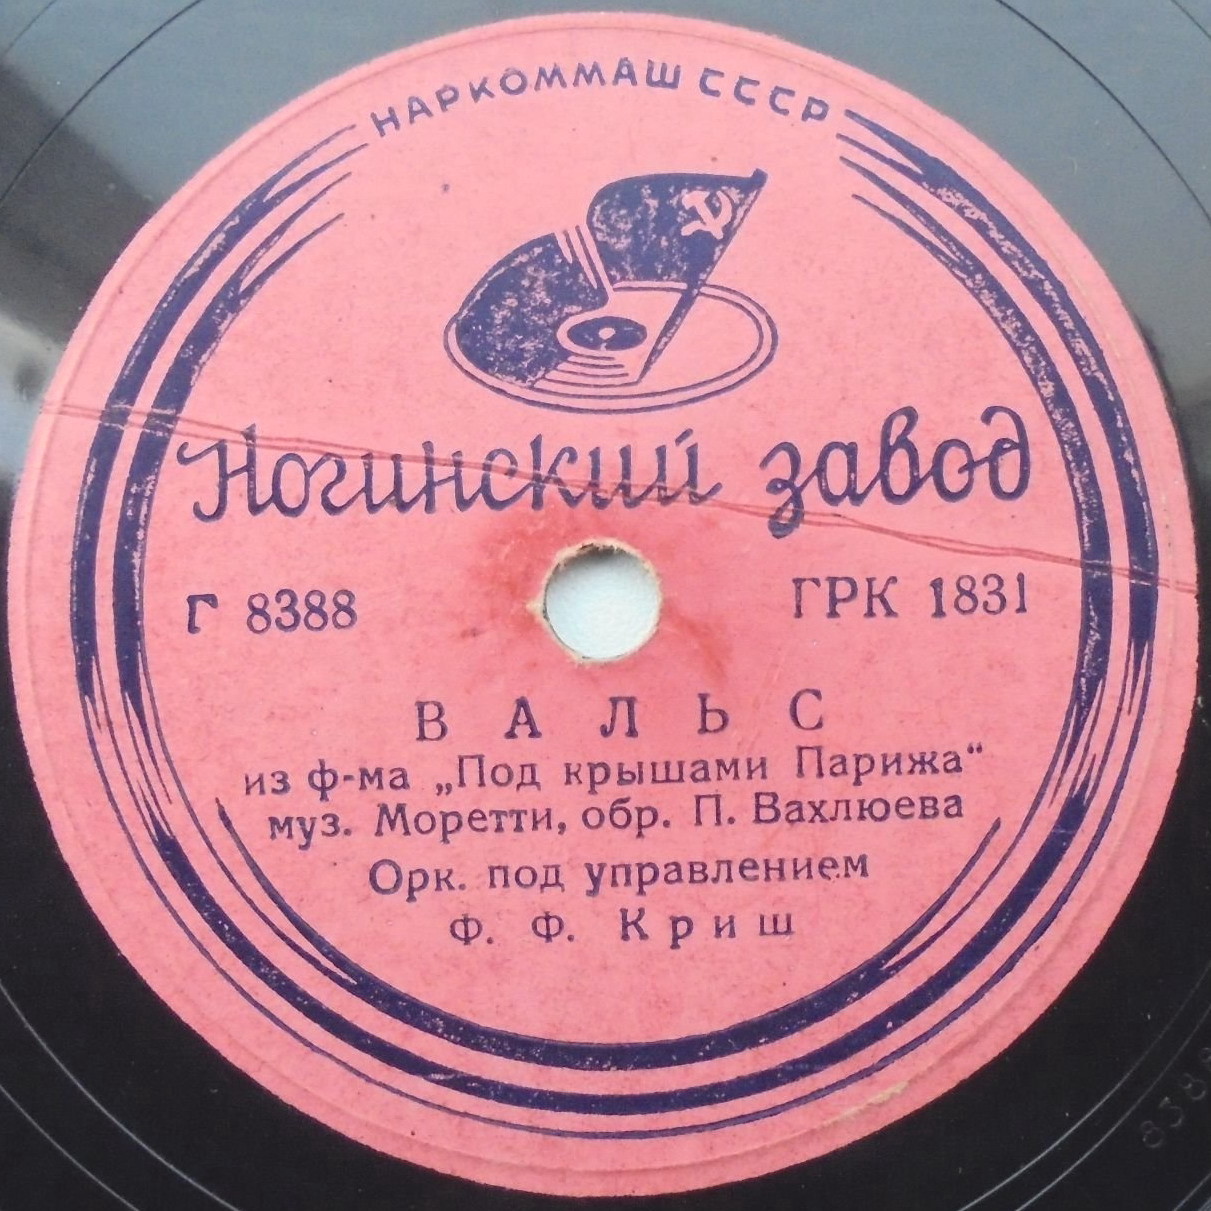 НАРКОММАШ СССР
Ногинский завод
Г 8388 ГРК 1831
ВАЛЬС
из ф-ма „Под крышами Парижа“
муз. Моретти, обр. П. Вахлюева
Орк. под управлением
Ф. Ф. Криш